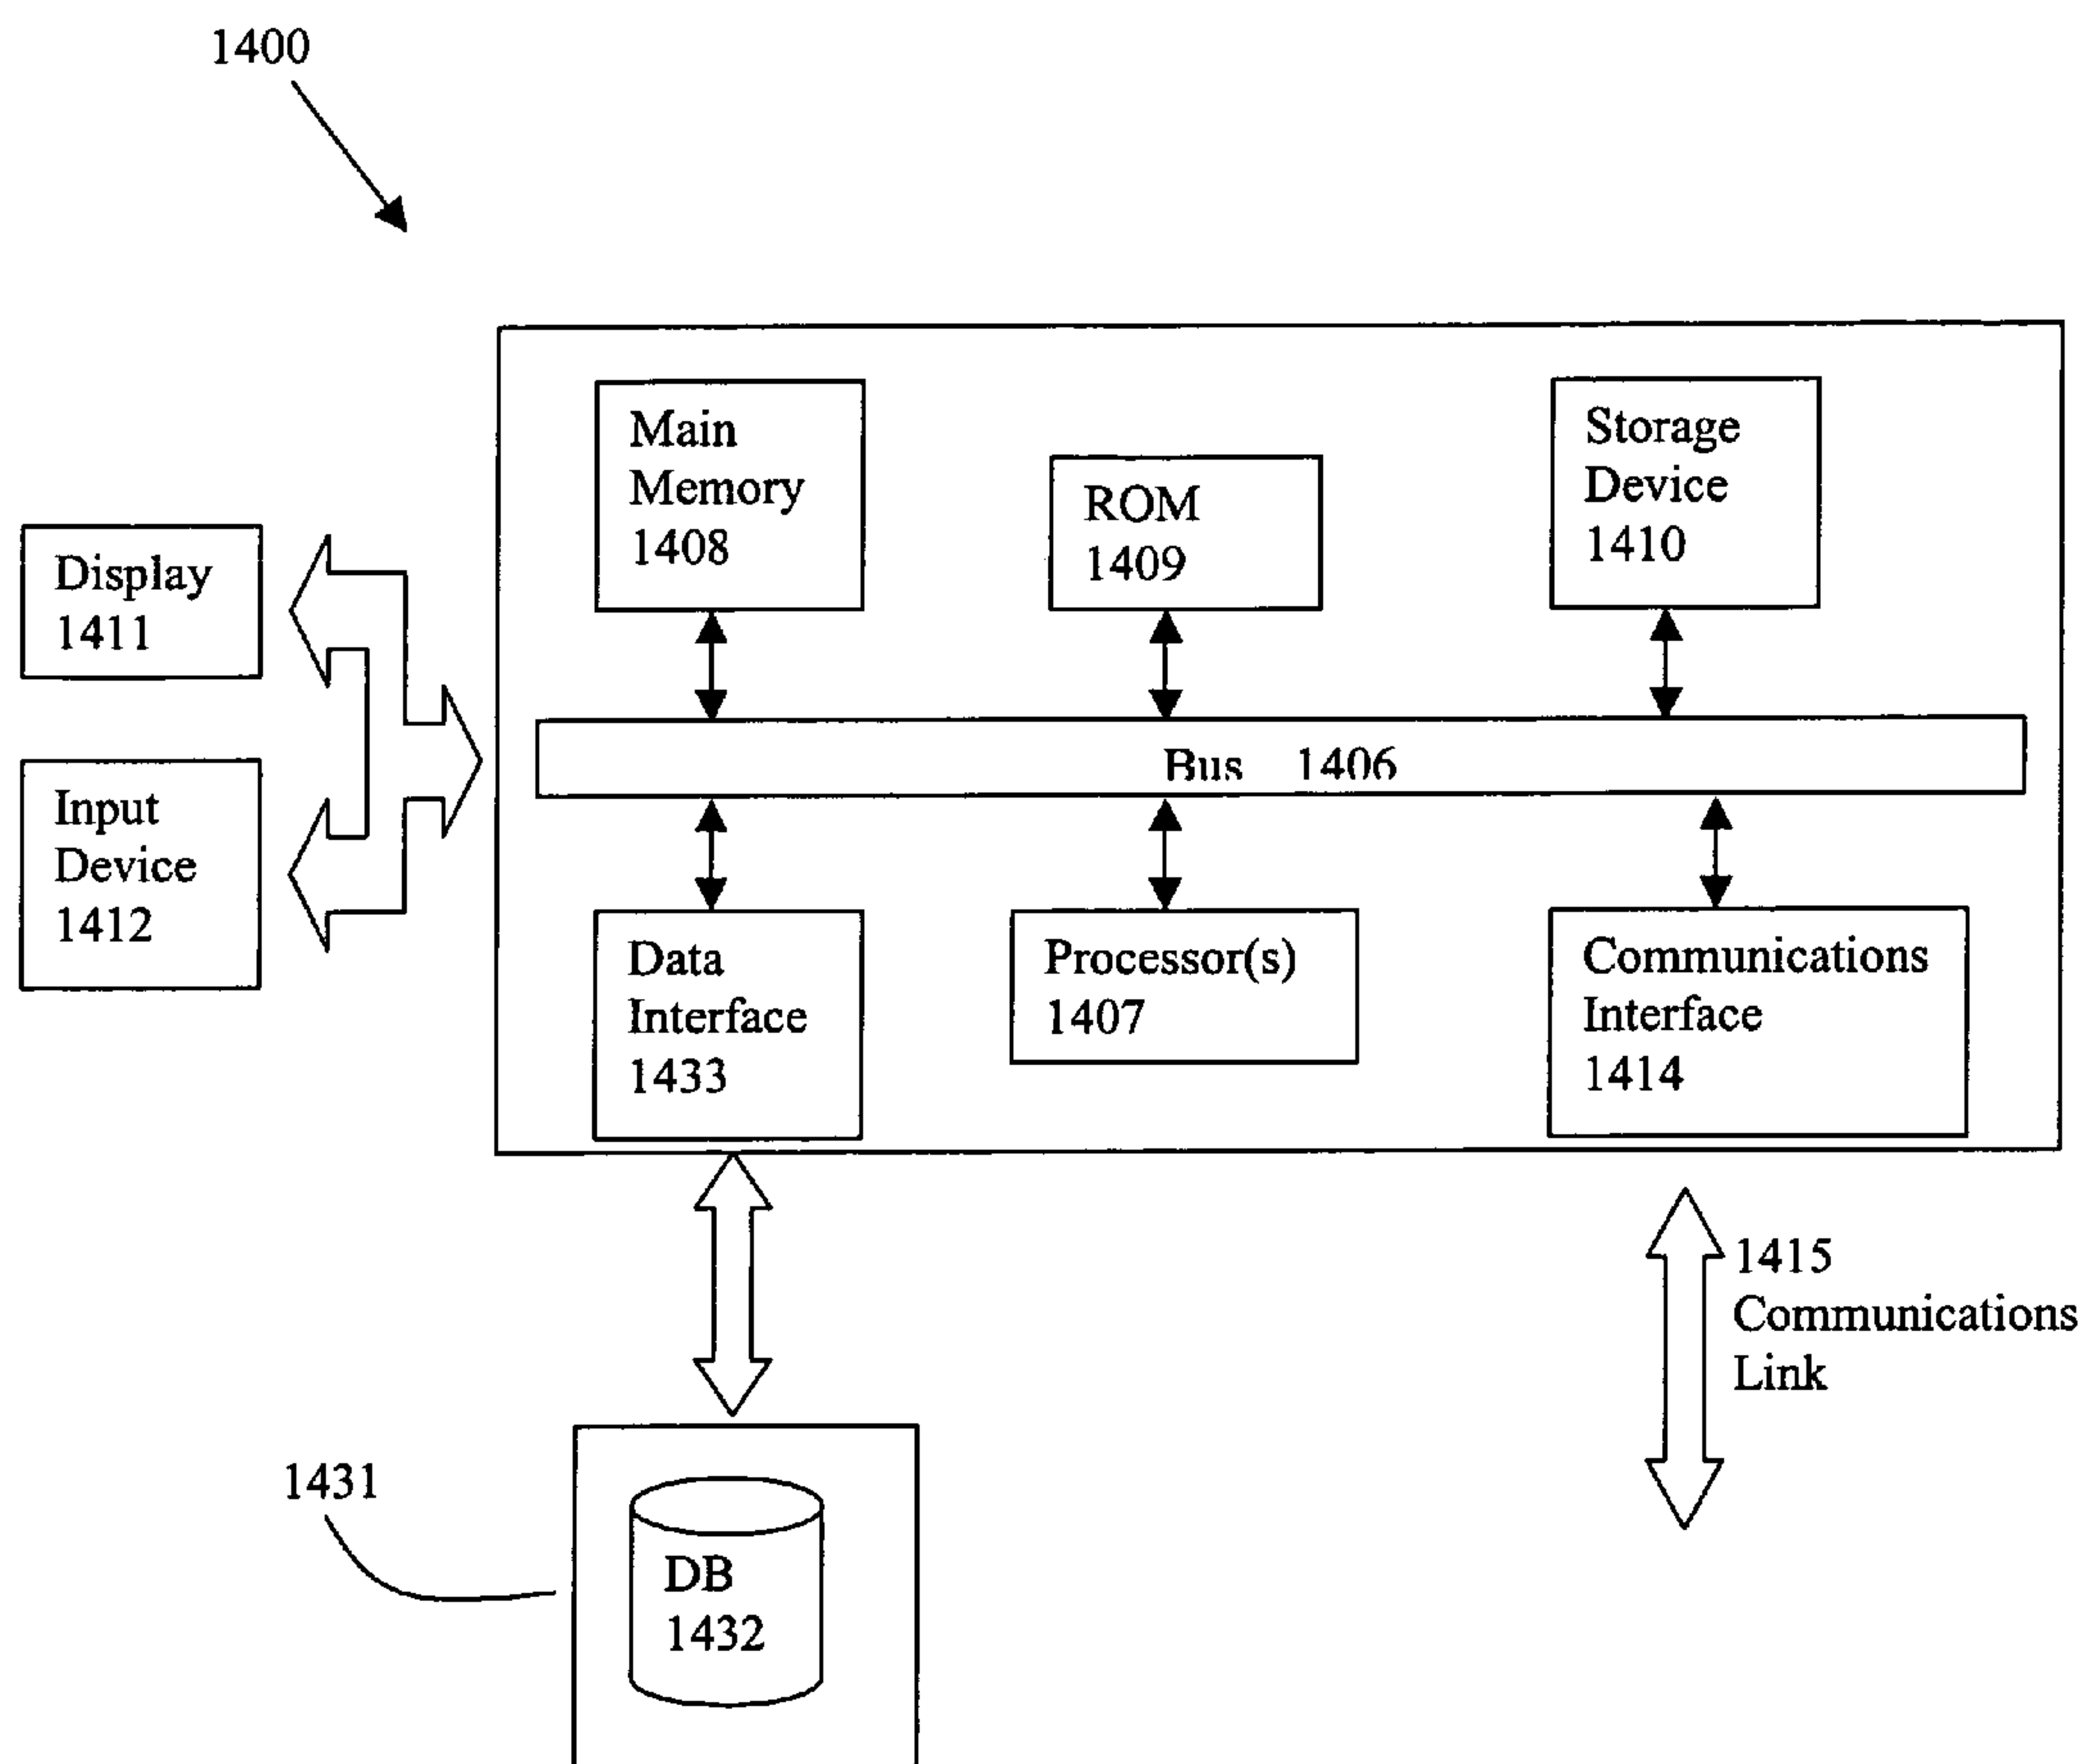 1400
Main
Memory
1408
ROM
1409
Storage
Device
1410
Display
1411
Input
Device
1412
Bus 1406
Data
Interface
1433
Processor(s)
1407
Communications
Interface
1414
1415
Communications
Link
1431
DB
1432